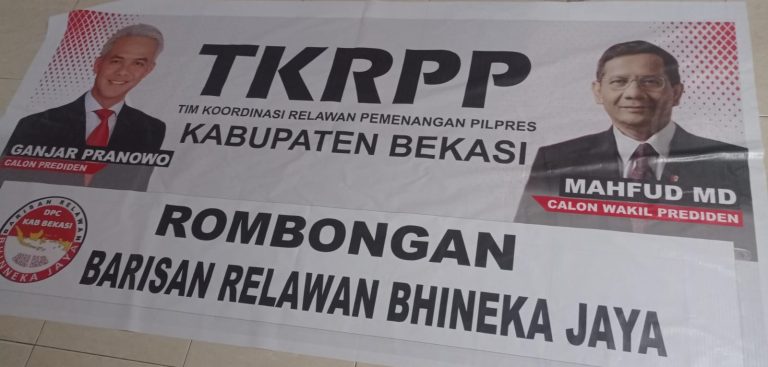 TKRPP
TIM KOORDINASI RELAWAN PEMENANGAN PILPRES
KABUPATEN BEKASI
GANJAR PRANOWO
CALON PREDIDEN
MAHFUD MD
CALON WAKIL PREDIDEN
BARISAN RELAWAN
DPC
KAB BEKASI
BHINNEKA JAYA
ROMBONGAN
BARISAN RELAWAN BHINEKA JAYA